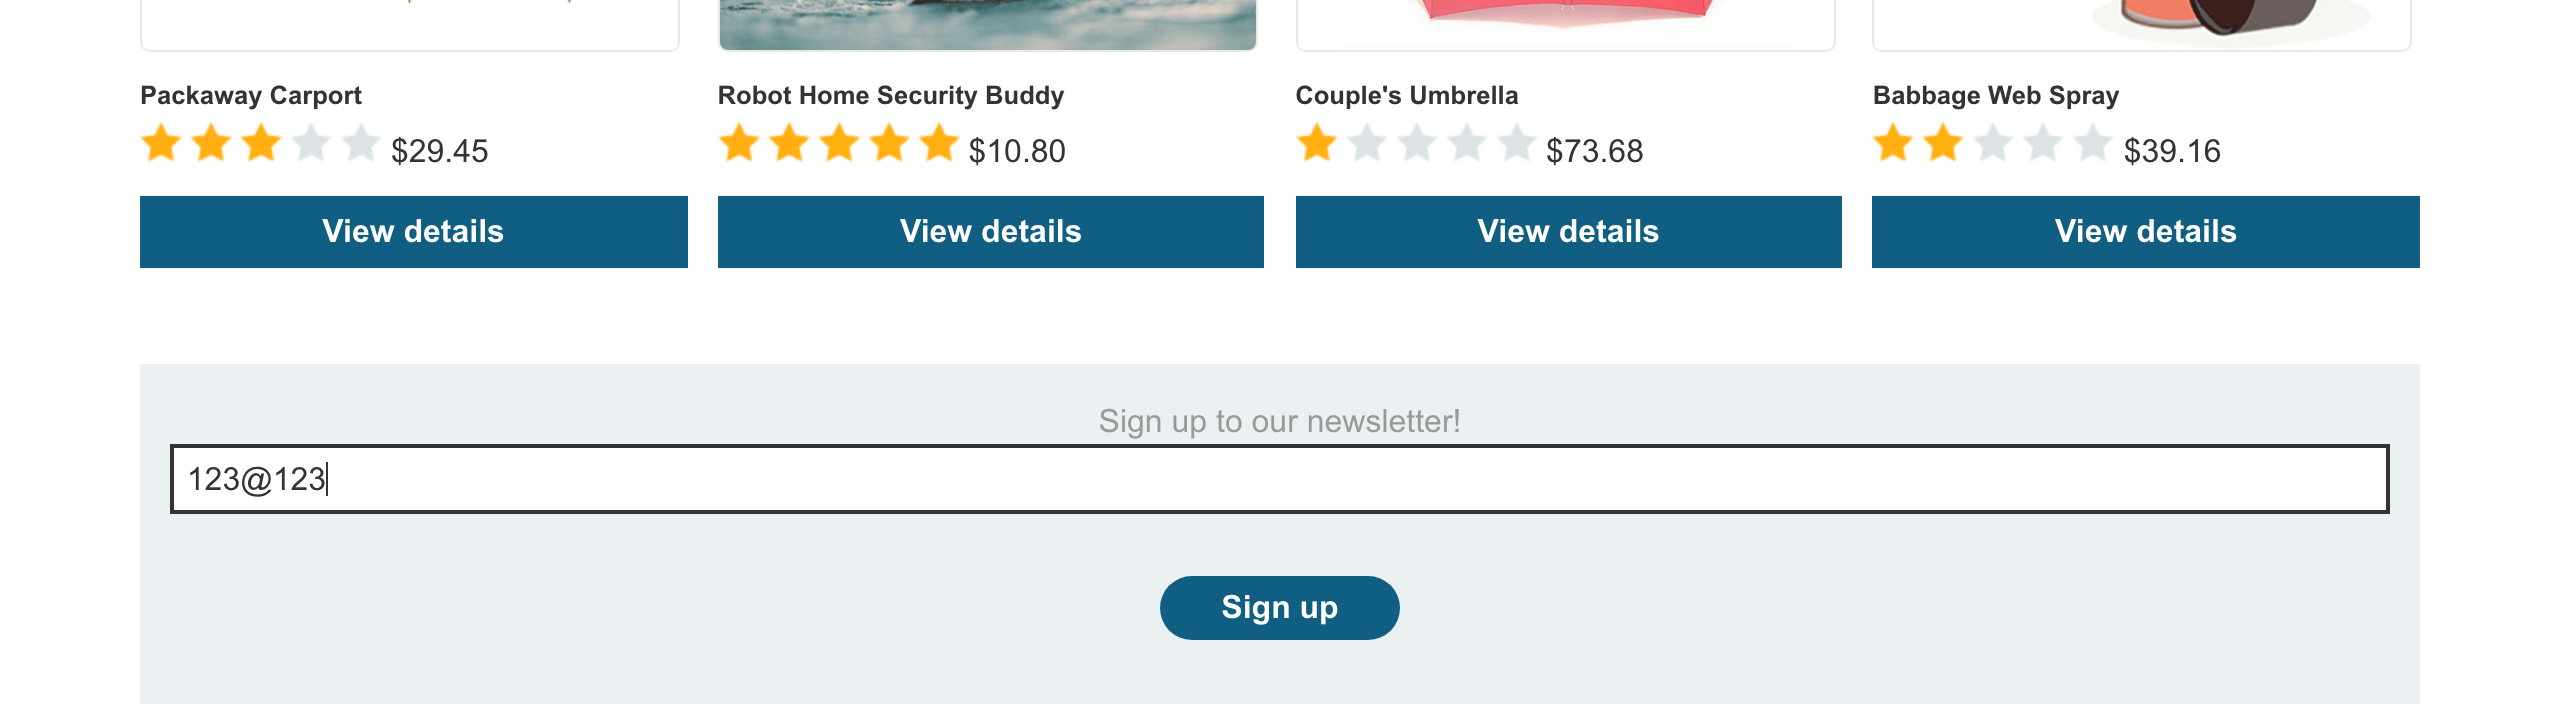 Packaway Carport
$29.45
View details
Robot Home Security Buddy
$10.80
View details
Couple's Umbrella
$73.68
View details
Babbage Web Spray
$39.16
View details
Sign up to our newsletter!
123@123
Sign up